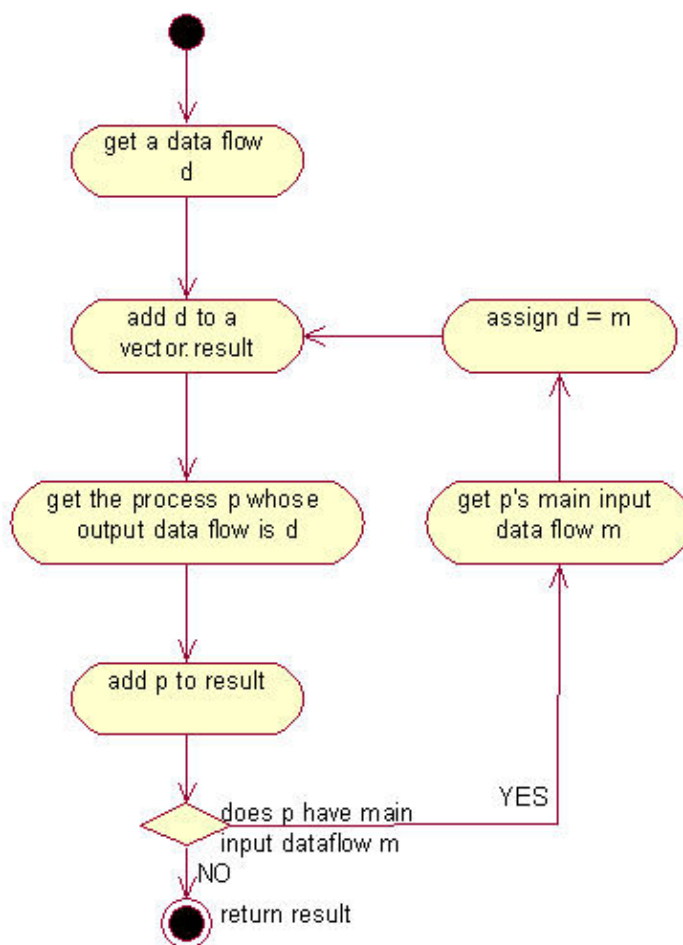 get a data flow
d
add d to a
vector:result
assign d = m
get the process p whose
output data flow is d
get p's main input
data flow m
add p to result
YES
does p have main
input dataflow m
NO
return result